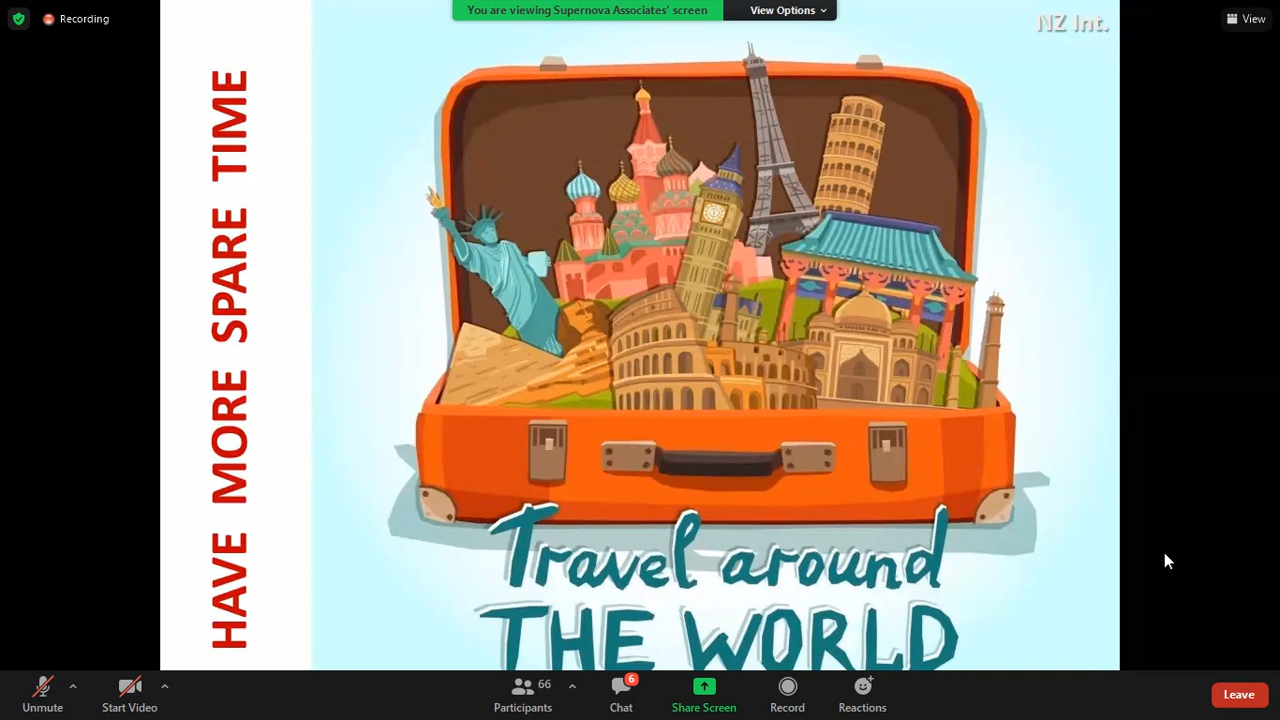 You are viewing Supernova Associates' screen
View Options
Recording
View
NZ Int.
HAVE MORE SPARE TIME
Travel around
THE WORLD
Unmute
Start Video
66
Participants
6
Chat
Share Screen
Record
Reactions
Leave